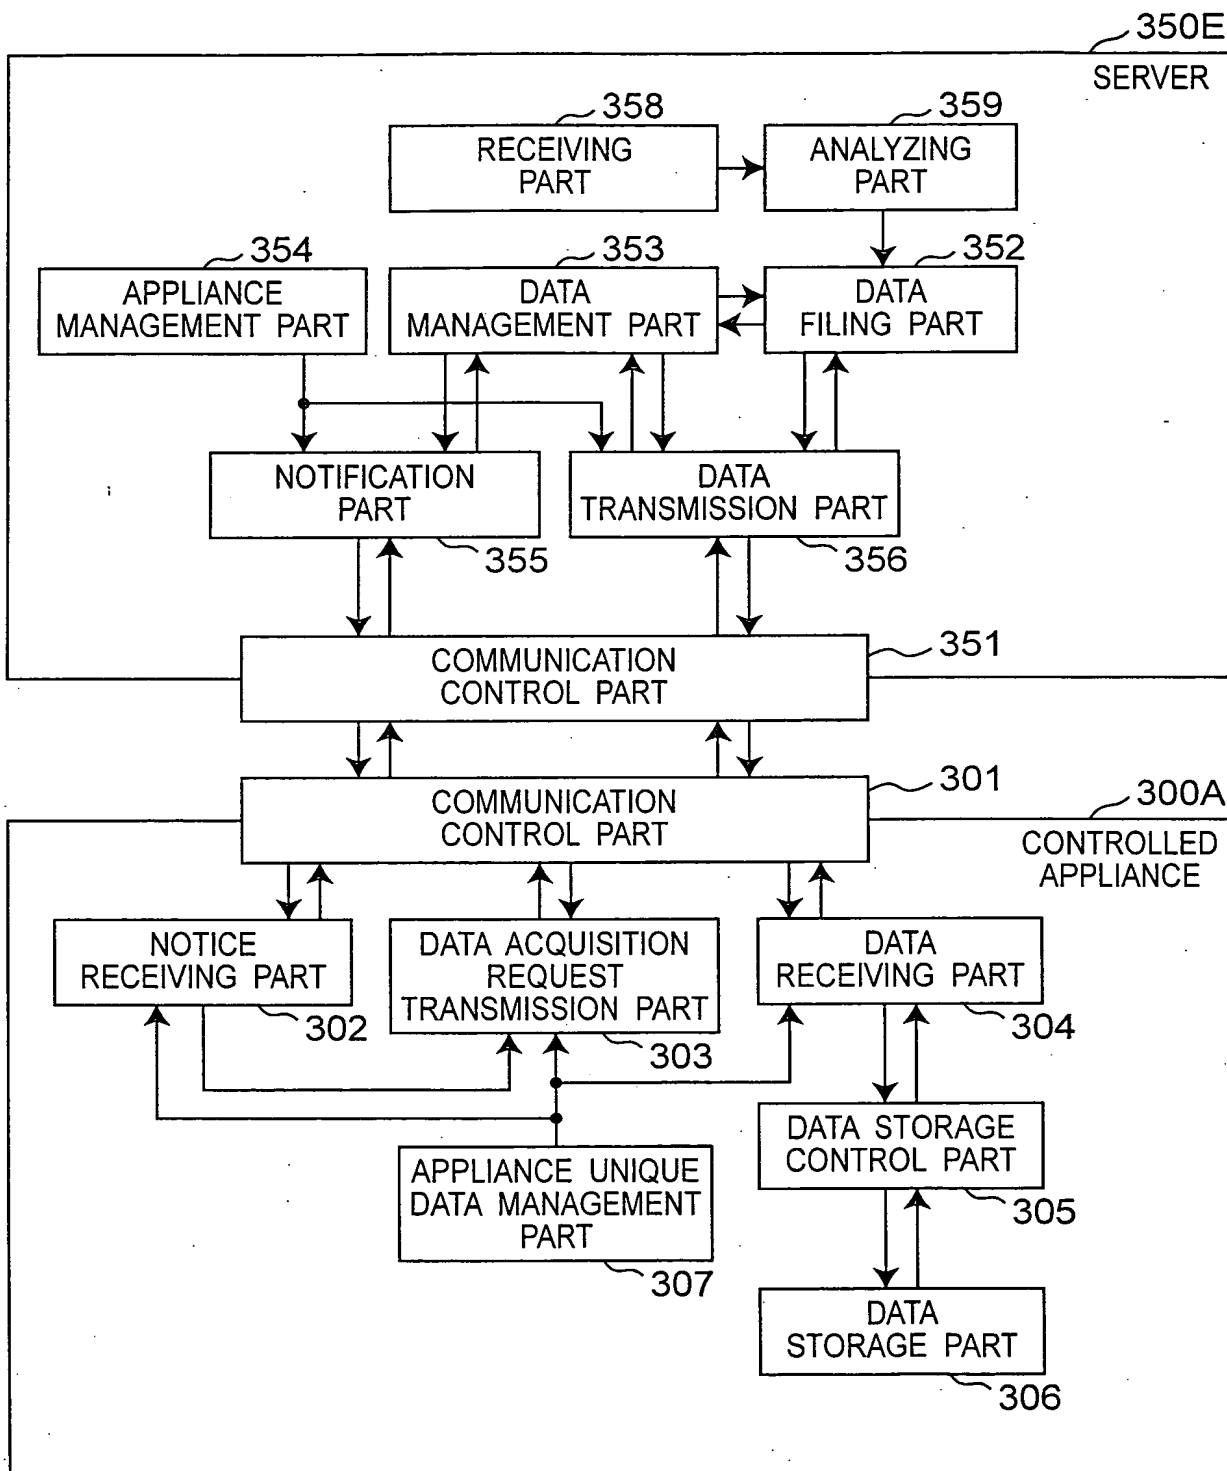 350E
SERVER
358
359
RECEIVING
PART
ANALYZING
PART
354
353
352
APPLIANCE
MANAGEMENT PART
DATA
MANAGEMENT PART
DATA
FILING PART
NOTIFICATION
PART
DATA
TRANSMISSION PART
355
356
COMMUNICATION
CONTROL PART
351
COMMUNICATION
CONTROL PART
301
300A
CONTROLLED
APPLIANCE
NOTICE
RECEIVING PART
DATA ACQUISITION
REQUEST
TRANSMISSION PART
DATA
RECEIVING PART
302
303
304
DATA STORAGE
CONTROL PART
305
APPLIANCE UNIQUE
DATA MANAGEMENT
PART
307
DATA
STORAGE PART
306